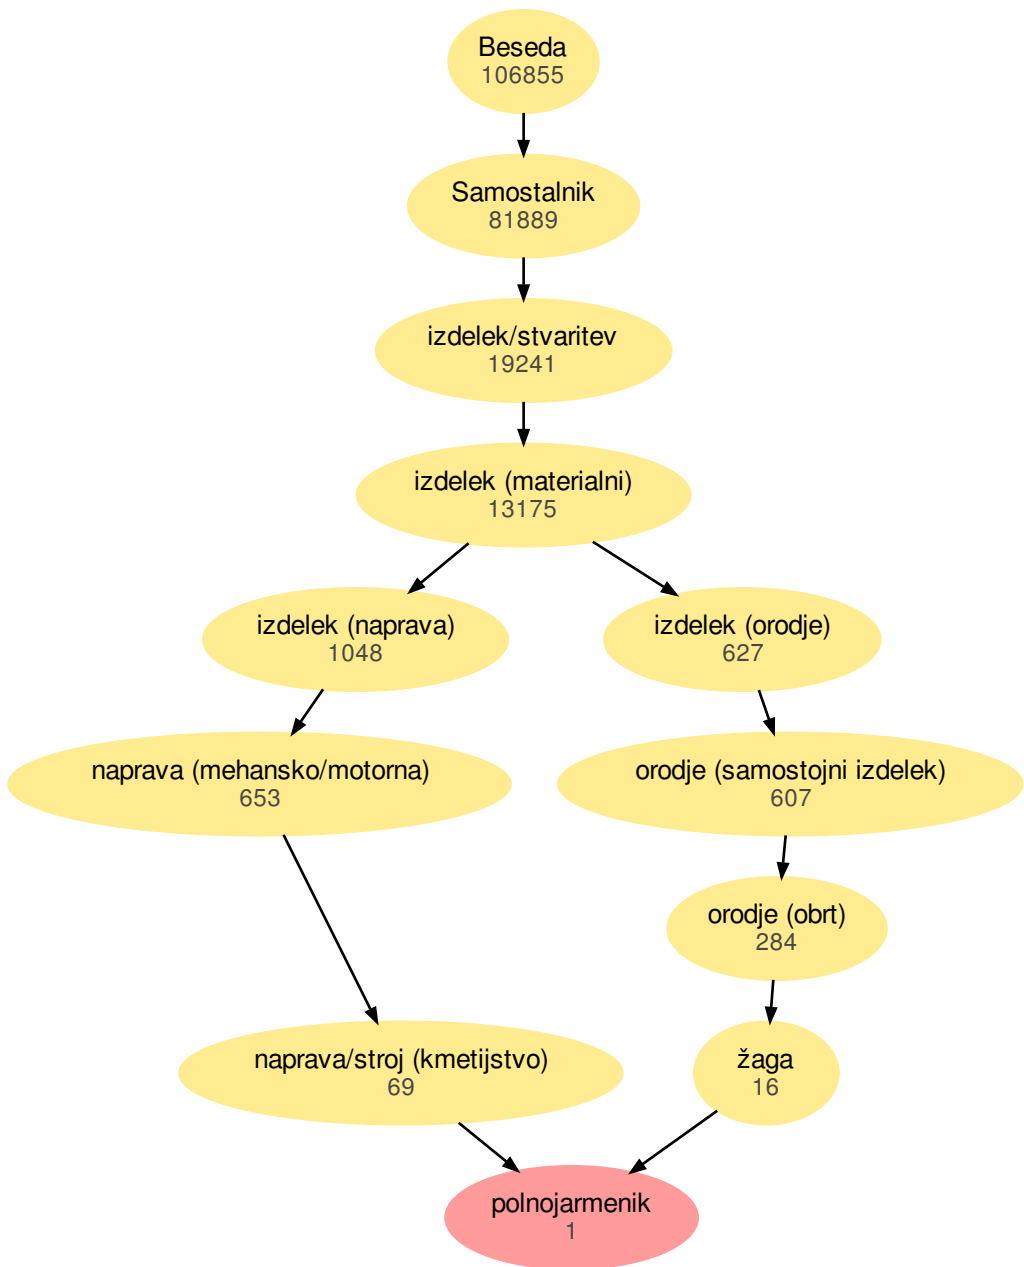 Beseda
106855
Samostalnik
81889
izdelek/stvaritev
19241
izdelek (materialni)
13175
izdelek (naprava)
1048
izdelek (orodje)
627
naprava (mehansko/motorna)
653
orodje (samostojni izdelek)
607
orodje (obrt)
284
naprava/stroj (kmetijstvo)
69
žaga
16
polnojarmenik
1